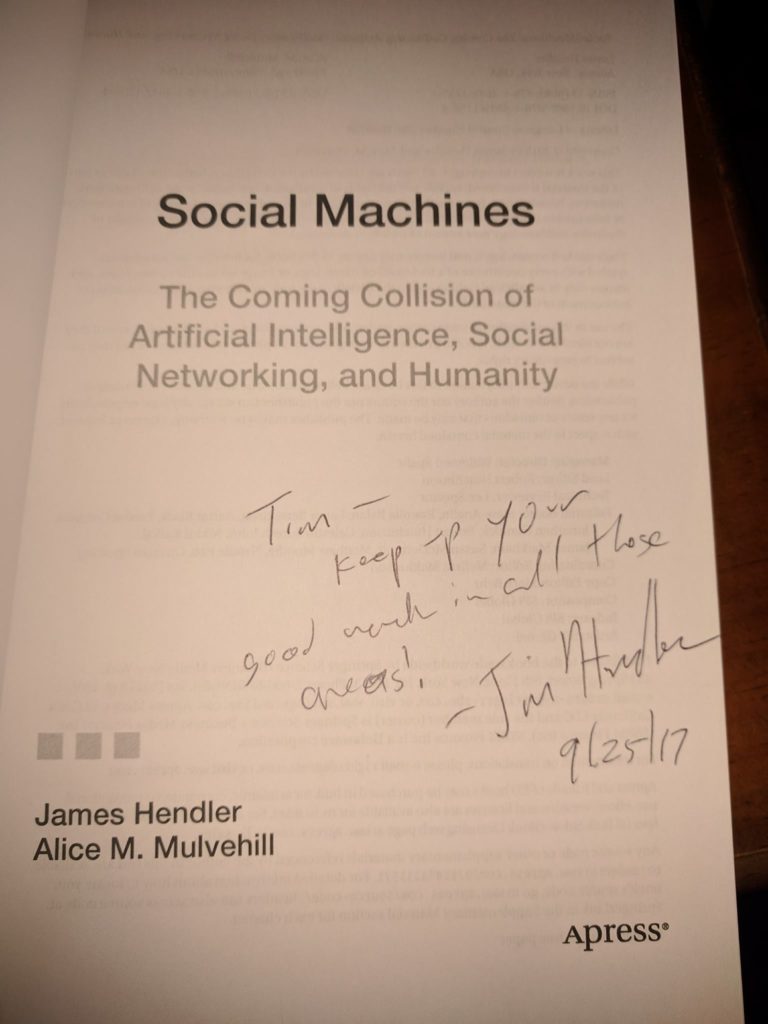 Social Machines
The Coming Collision of
Artificial Intelligence, Social
Networking, and Humanity
Tim –
keep up your
good work in all those
areas!
– Jim Hendler
9/25/17
James Hendler
Alice M. Mulvehill
Apress®